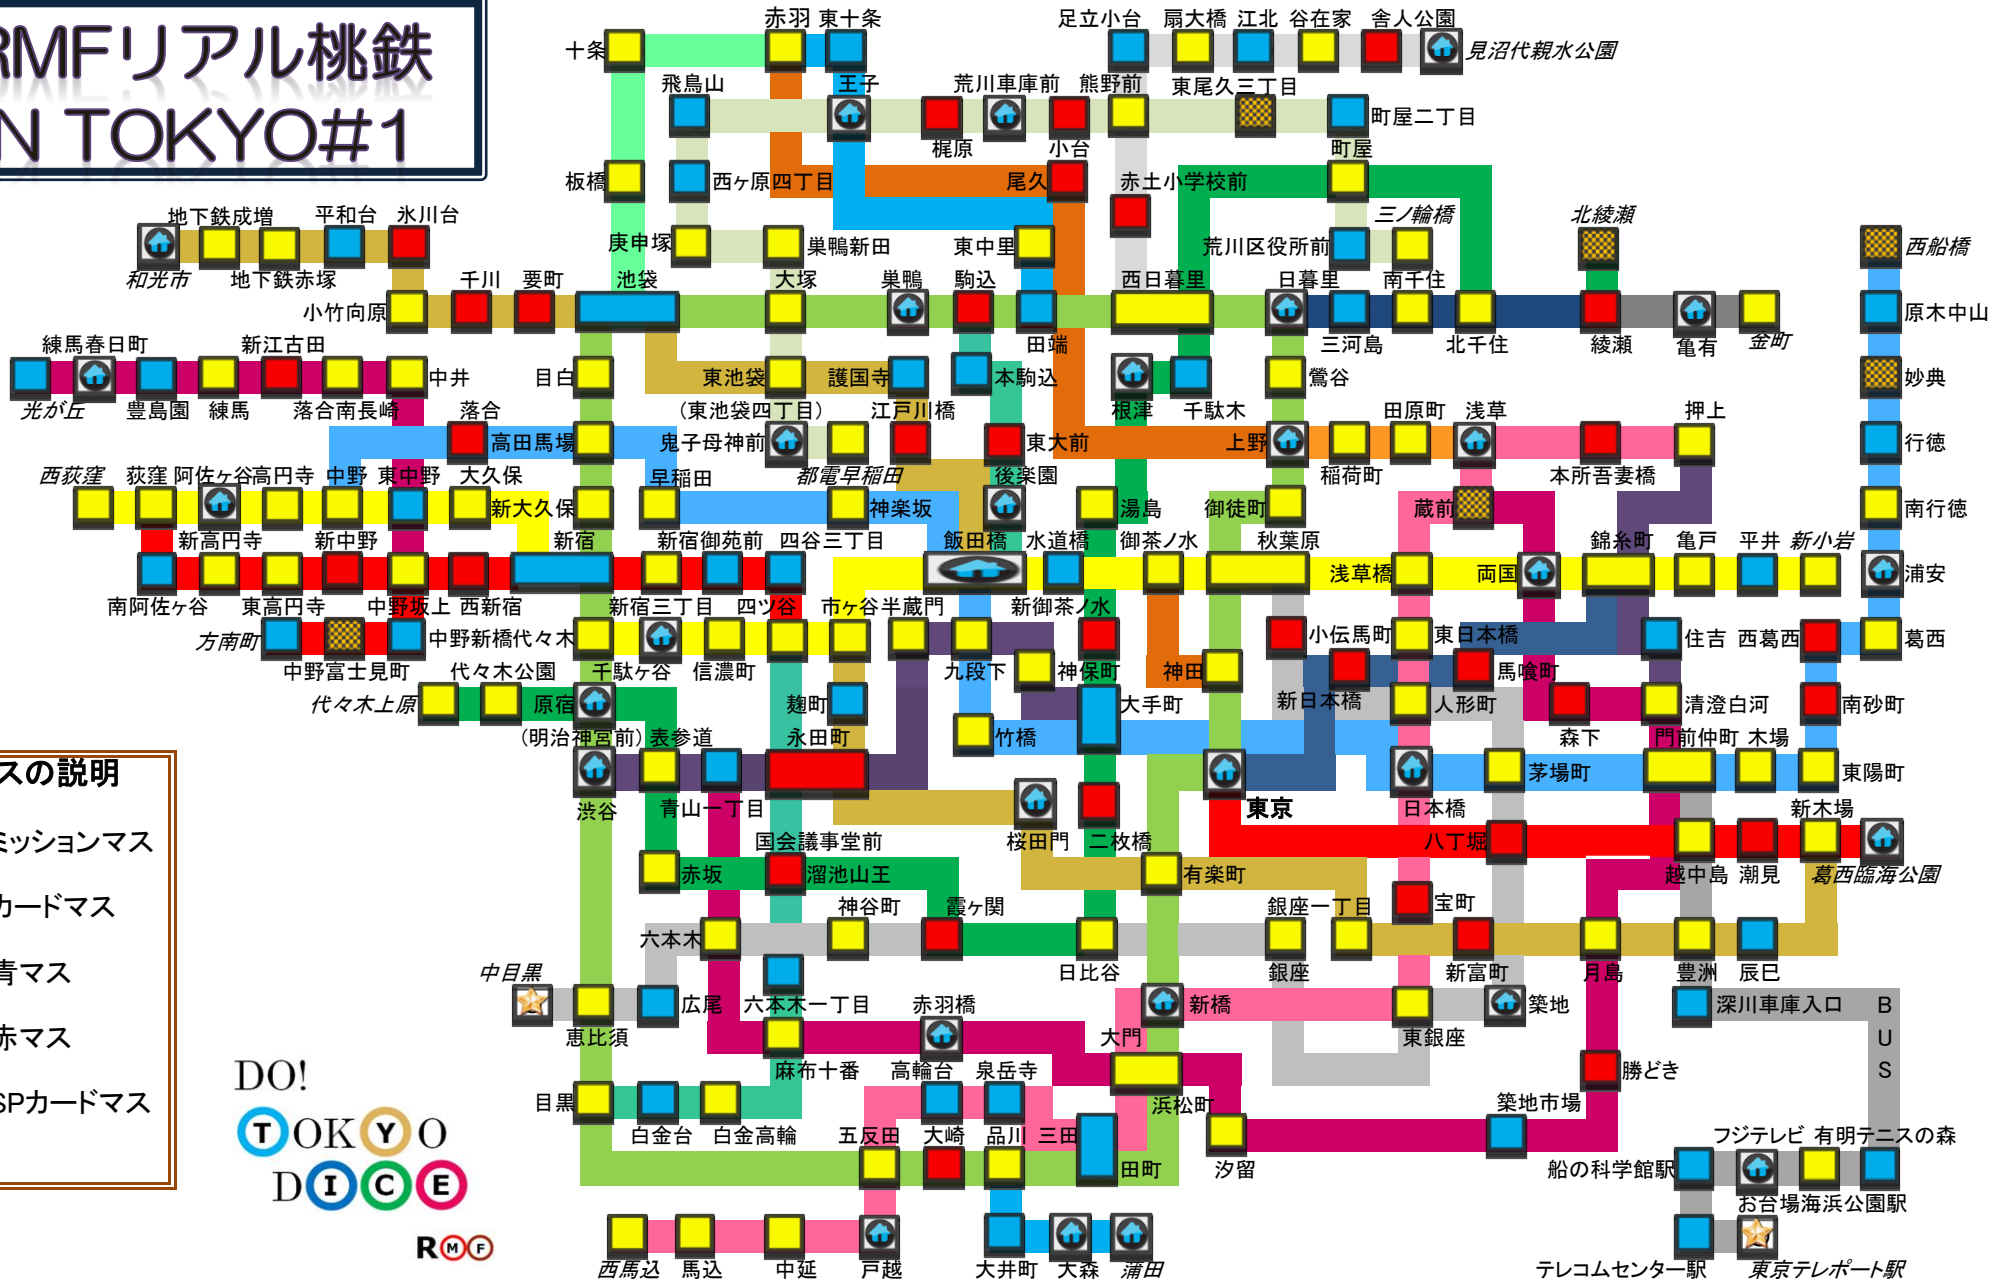 RMFリアル桃鉄
N TOKYO#1
赤羽 東十条
足立小台 扇大橋 江北 谷在家 舎人公園
十条
見沼代親水公園
飛鳥山 王子 荒川車庫前 熊野前 東尾久三丁目
町屋二丁目
梶原 小台 町屋
板橋 西ヶ原四丁目 尾久 赤土小学校前
地下鉄成増 平和台 氷川台
三ノ輪橋 北綾瀬
庚申塚 巣鴨新田 東中里 荒川区役所前 西船橋
和光市 地下鉄赤塚 千川 要町 池袋 大塚 巣鴨 駒込 西日暮里 日暮里 南千住
小竹向原 原木中山
練馬春日町 新江古田 田端 三河島 北千住 綾瀬 亀有 金町
中井 目白 東池袋 護国寺 本駒込 鶯谷 妙典
光が丘 豊島園 練馬 落合南長崎 落合 (東池袋四丁目) 江戸川橋 根津 千駄木 田原町 浅草 押上
高田馬場 鬼子母神前 東大前 上野 行徳
西荻窪 荻窪 阿佐ヶ谷 高円寺 中野 東中野 大久保 早稲田 都電早稲田 後楽園 稲荷町 本所吾妻橋
新大久保 神楽坂 湯島 御徒町 蔵前 南行徳
新高円寺 新中野 新宿 新宿御苑前 四谷三丁目 飯田橋 水道橋 御茶ノ水 秋葉原 錦糸町 亀戸 平井 新小岩
浅草橋 両国 浦安
南阿佐ヶ谷 東高円寺 中野坂上 西新宿 新宿三丁目 四ツ谷 市ヶ谷 半蔵門 新御茶ノ水
方南町 中野新橋 代々木 小伝馬町 東日本橋 住吉 西葛西 葛西
中野富士見町 代々木公園 千駄ヶ谷 信濃町 九段下 神保町 神田 馬喰町
代々木上原 原宿 麹町 大手町 新日本橋 人形町 清澄白河 南砂町
(明治神宮前) 表参道 永田町 竹橋 森下 門前仲町 木場
スの説明
茅場町 東陽町
渋谷 青山一丁目 東京 日本橋 新木場
ミッションマス
国会議事堂前 桜田門 二枚橋 八丁堀
赤坂 溜池山王 有楽町 越中島 潮見 葛西臨海公園
カードマス
神谷町 霞ヶ関 銀座一丁目 宝町
六本木
青マス
中目黒 日比谷 銀座 新富町 月島 豊洲 辰巳
広尾 六本木一丁目 赤羽橋 新橋 築地 深川車庫入口 B
赤マス
恵比須 大門 東銀座 U
麻布十番 高輪台 泉岳寺 勝どき S
DO!
SPカードマス
目黒 浜松町 築地市場
TOKYO
白金台 白金高輪 五反田 大崎 品川 三田 フジテレビ 有明テニスの森
田町 汐留 船の科学館駅
DICE
お台場海浜公園駅
RMF
西馬込 馬込 中延 戸越 大井町 大森 蒲田 テレコムセンター駅 東京テレポート駅